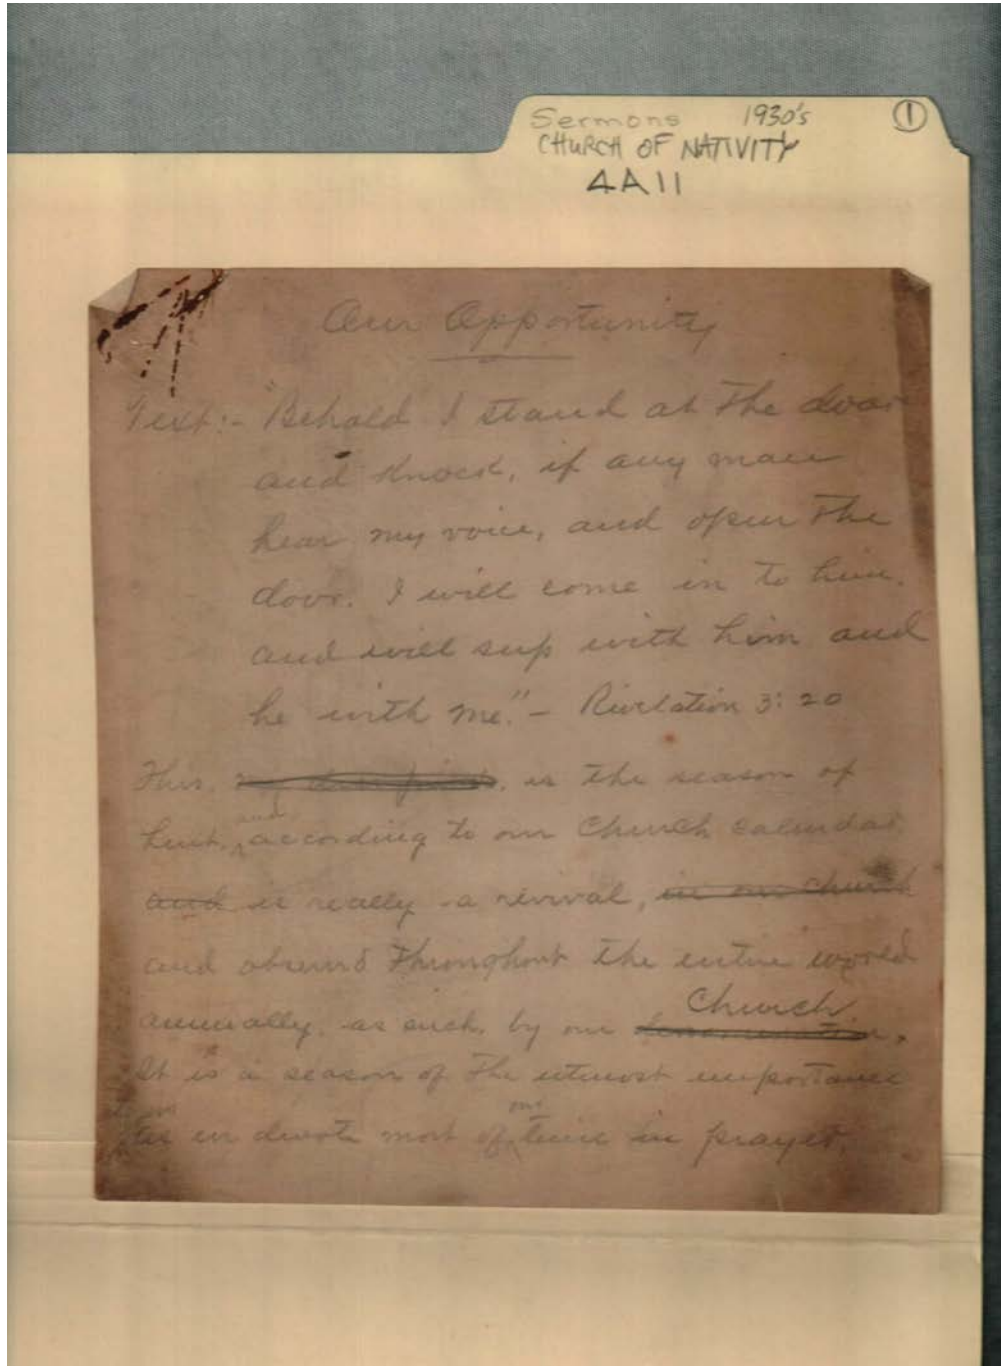 Sermons 1930's
CHURCH OF NATIVITY
4A11
1
Our Opportunity
Text:- "Behold I stand at the door
and knock, if any man
hear my voice, and open the
door. I will come in to him,
and will sup with him and
he with me." - Revelation 3:20
This, is the season of
Lent, and according to our Church calendar
and is really a revival, in our church
and observed throughout the entire world
annually, as such, by our Church.
It is a season of the utmost importance
devote most of our time in prayer.